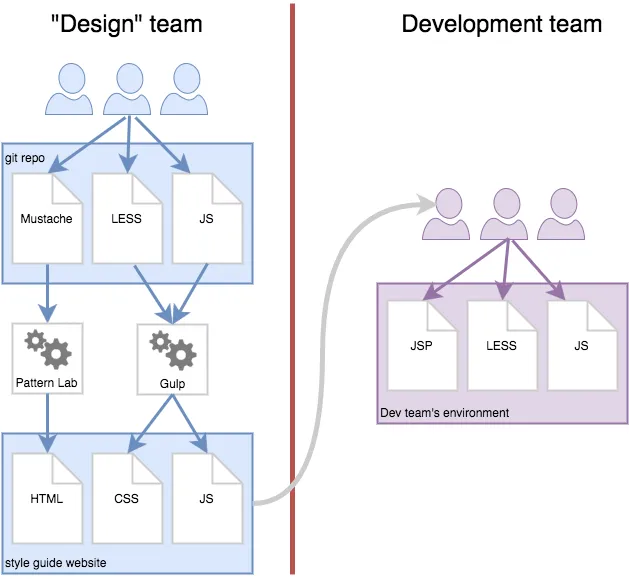 "Design" team
Development team
git repo
Mustache
LESS
JS
Pattern Lab
Gulp
HTML
CSS
JS
style guide website
JSP
LESS
JS
Dev team's environment